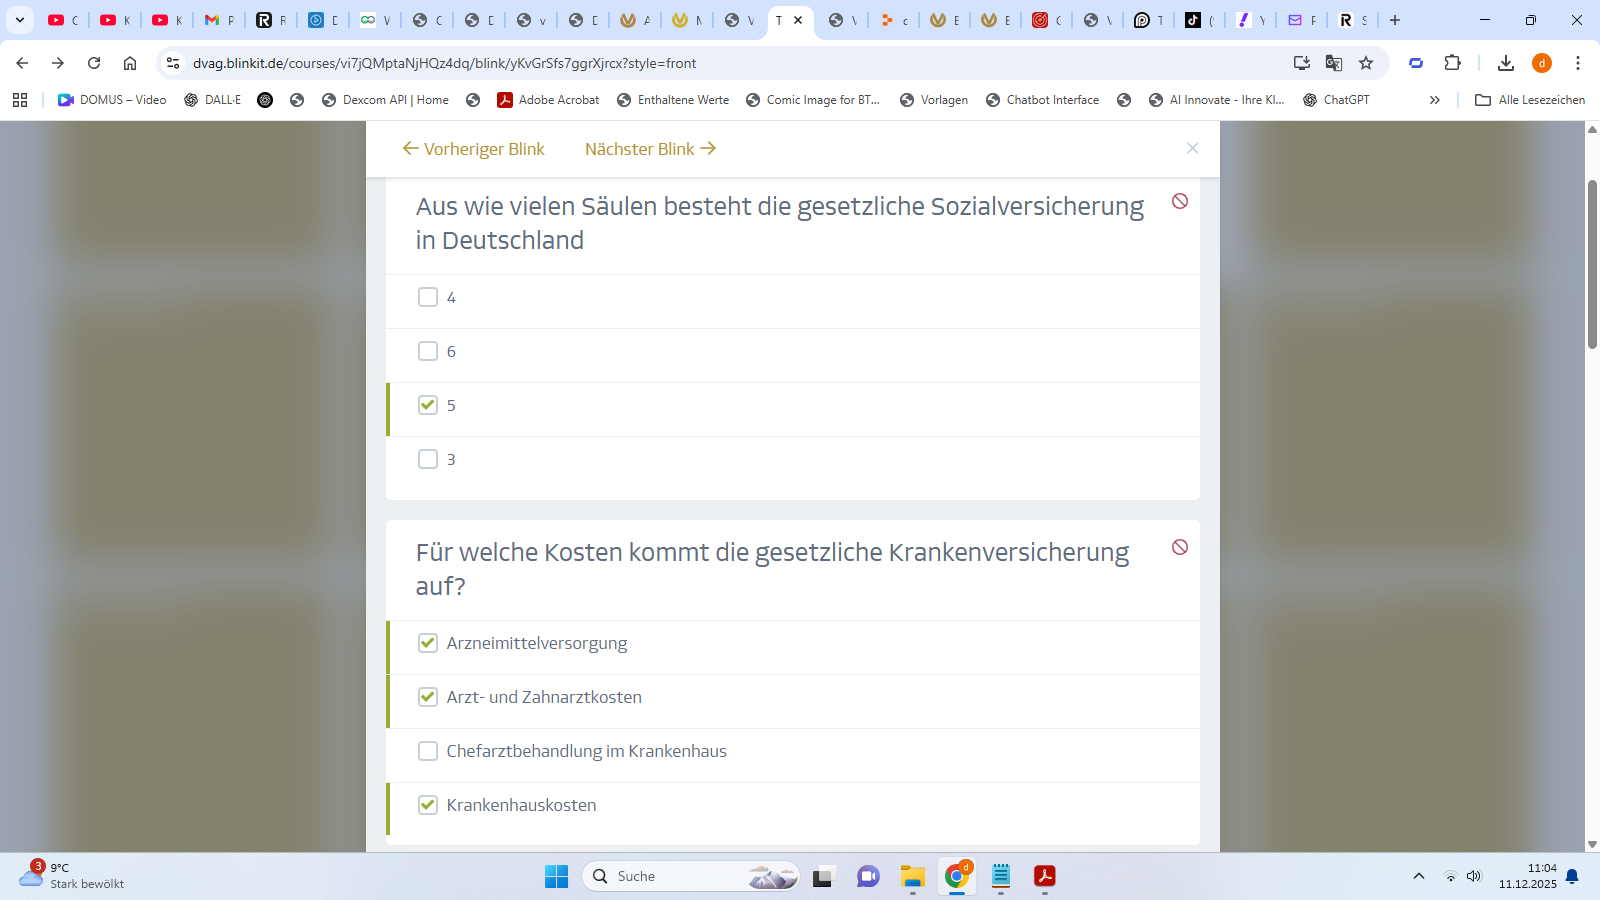 dvag.blinkit.de/courses/vi7jQMptaNjHQz4dq/blink/yKvGrSfs7ggrXjrcx?style=front
DOMUS – Video
DALL·E
Dexcom API | Home
Adobe Acrobat
Enthaltene Werte
Comic Image for BT...
Vorlagen
Chatbot Interface
AI Innovate - Ihre KI...
ChatGPT
Alle Lesezeichen
← Vorheriger Blink
Nächster Blink →
Aus wie vielen Säulen besteht die gesetzliche Sozialversicherung
in Deutschland
4
6
5
3
Für welche Kosten kommt die gesetzliche Krankenversicherung
auf?
Arzneimittelversorgung
Arzt- und Zahnarztkosten
Chefarztbehandlung im Krankenhaus
Krankenhauskosten
3
9°C
Stark bewölkt
Suche
11:04
11.12.2025